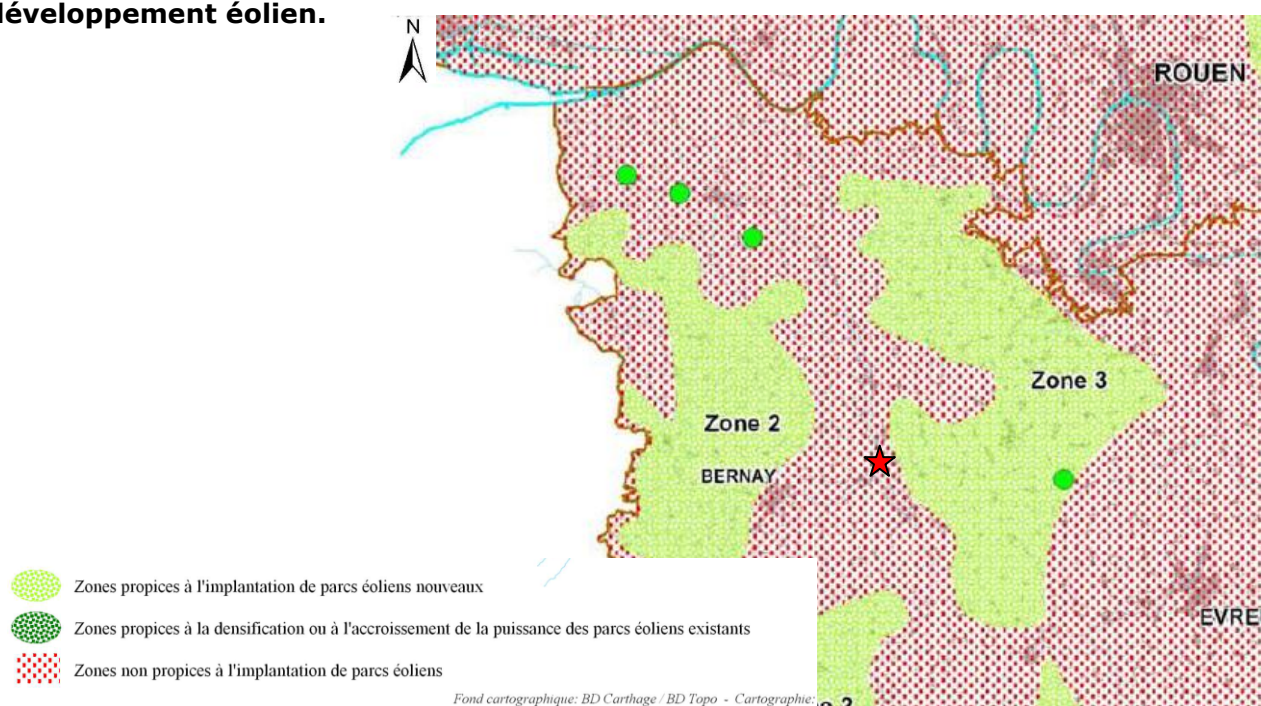 développement éolien.
N
ROUEN
Zone 3
Zone 2
BERNAY
EVRE
Zones propices à l'implantation de parcs éoliens nouveaux
Zones propices à la densification ou à l'accroissement de la puissance des parcs éoliens existants
Zones non propices à l'implantation de parcs éoliens
Fond cartographique: BD Carthage / BD Topo - Cartographie: